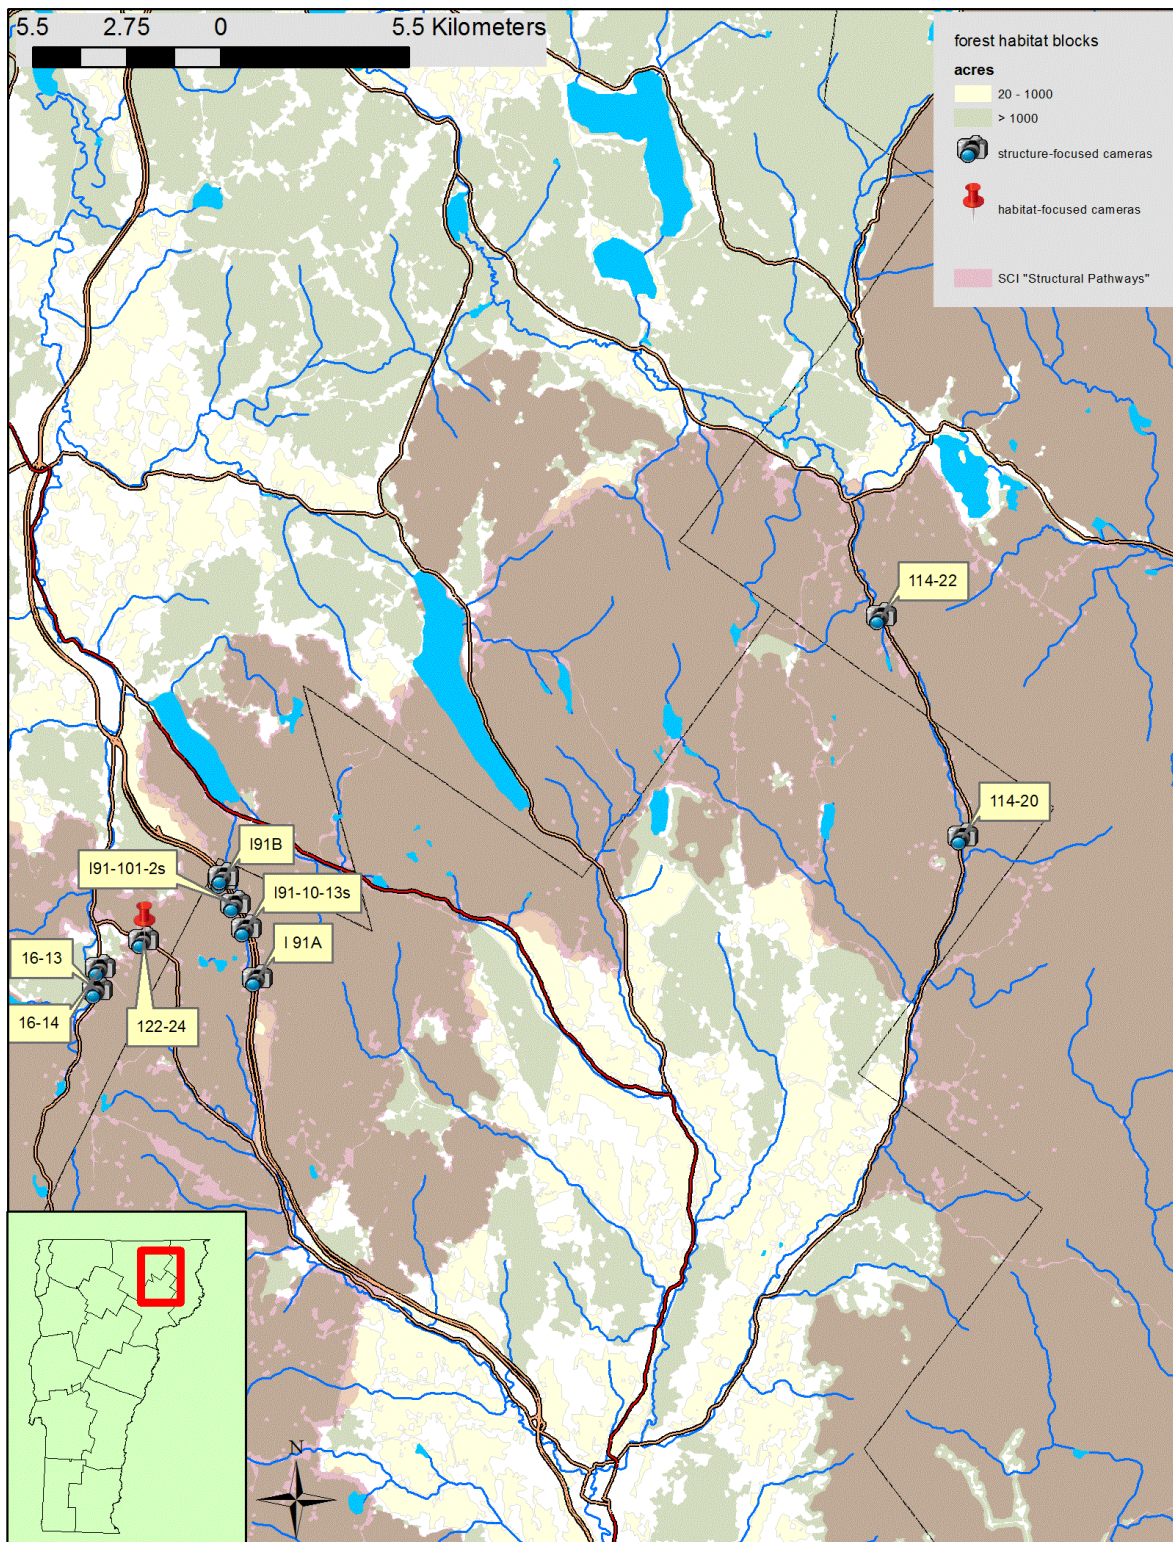 5.5 2.75 0 5.5 Kilometers
forest habitat blocks
acres
20 - 1000
> 1000
structure-focused cameras
habitat-focused cameras
SCI "Structural Pathways"
114-22
114-20
I91B
I91-101-2s
I91-10-13s
I 91A
16-13
16-14
122-24
N